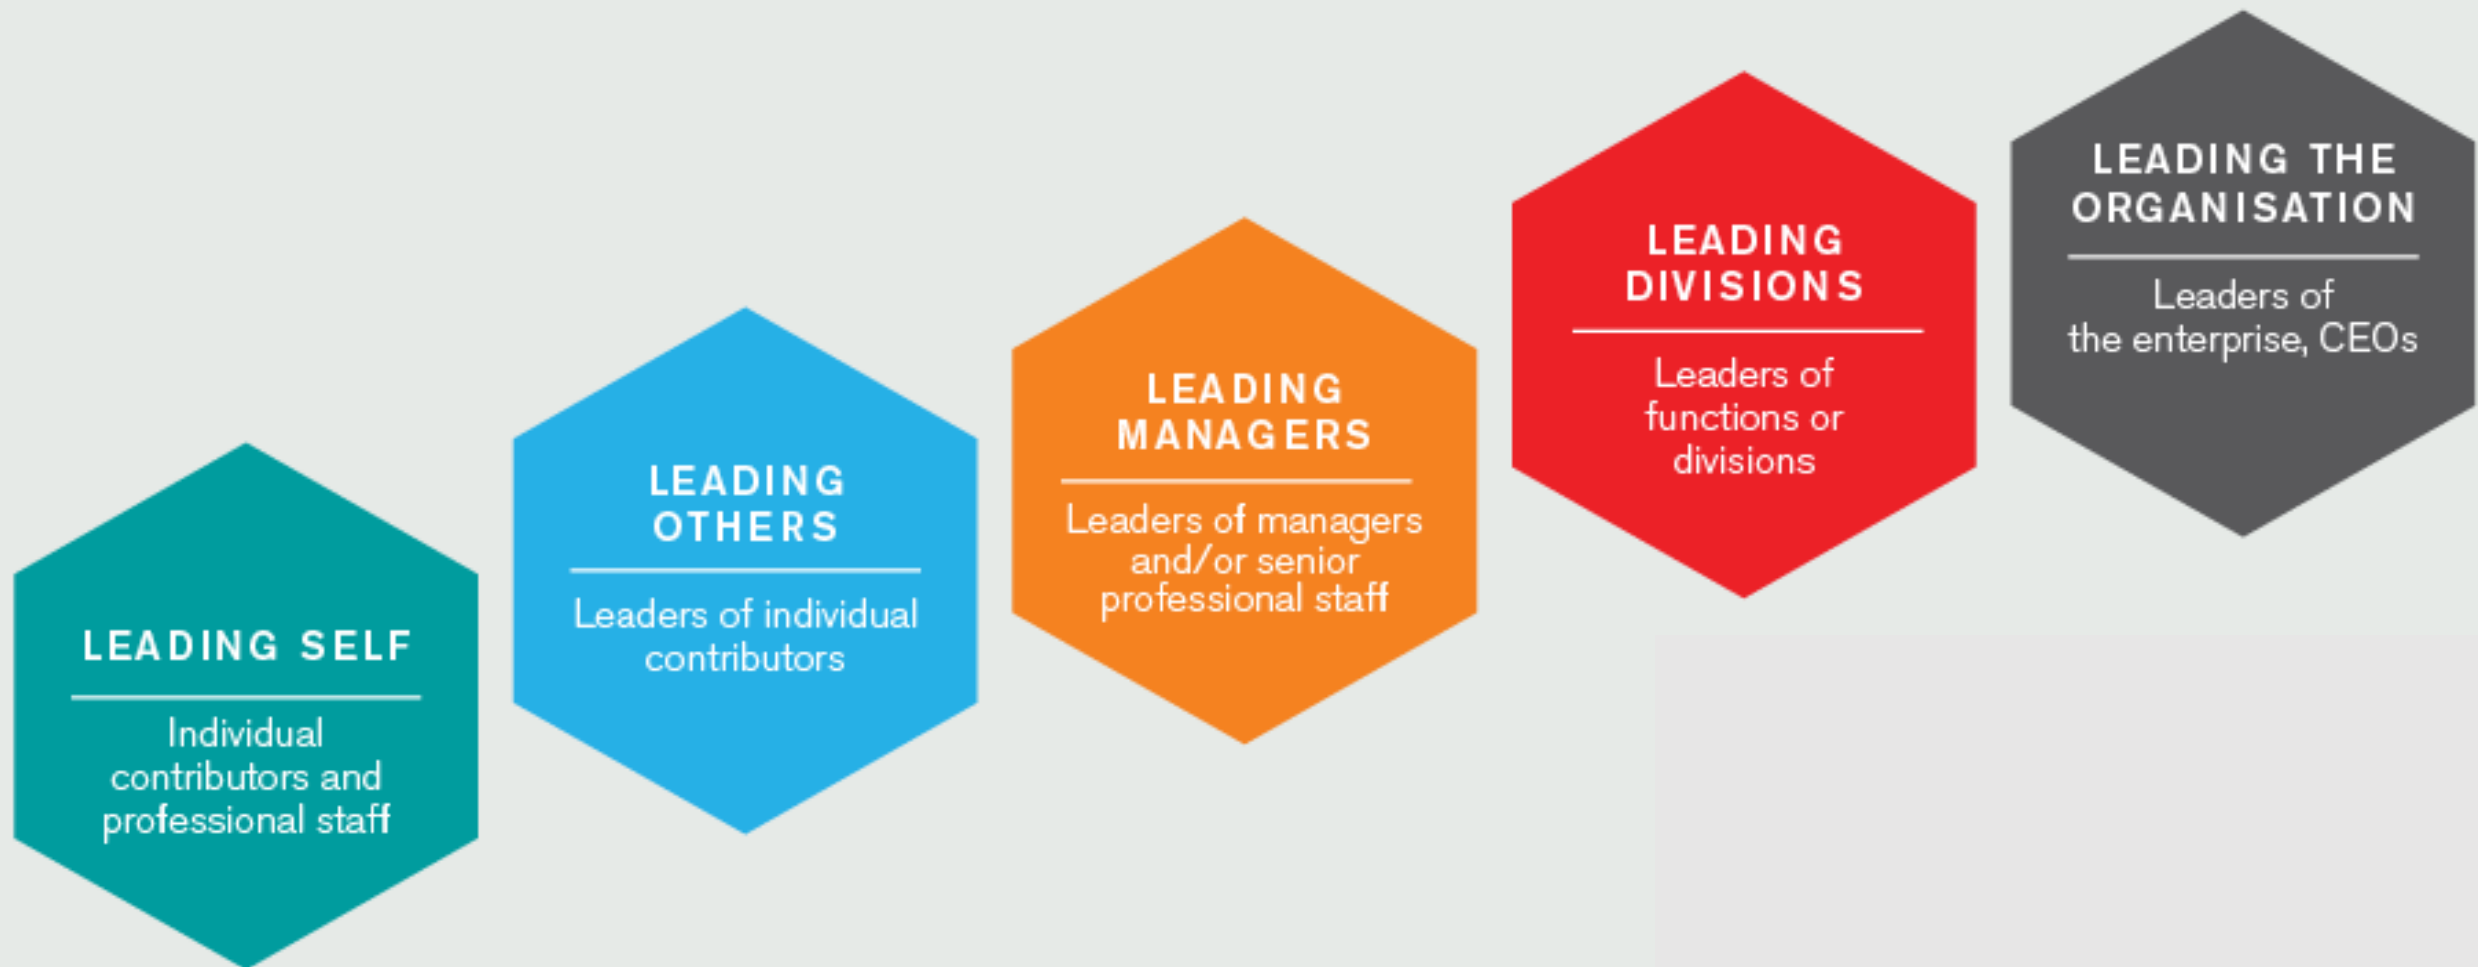 LEADING SELF
Individual
contributors and
professional staff
LEADING
OTHERS
Leaders of individual
contributors
LEADING
MANAGERS
Leaders of managers
and/or senior
professional staff
LEADING
DIVISIONS
Leaders of
functions or
divisions
LEADING THE
ORGANISATION
Leaders of
the enterprise, CEOs